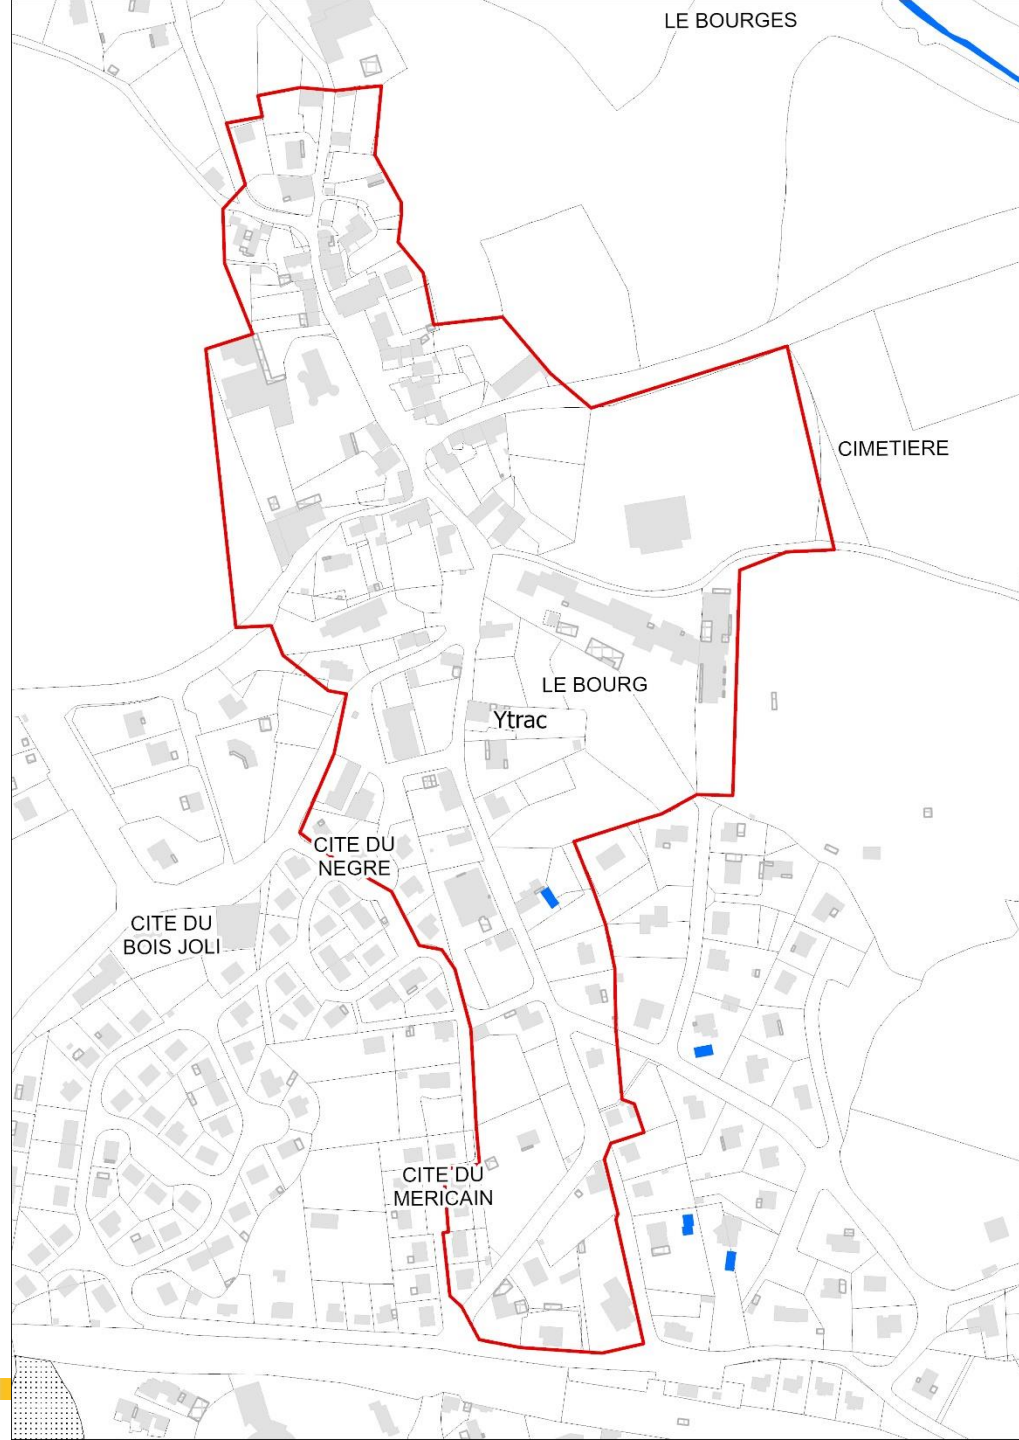 LE BOURGES
CIMETIERE
LE BOURG
Ytrac
CITE DU
NEGRE
CITE DU
BOIS JOLI
CITE DU
MERICAIN